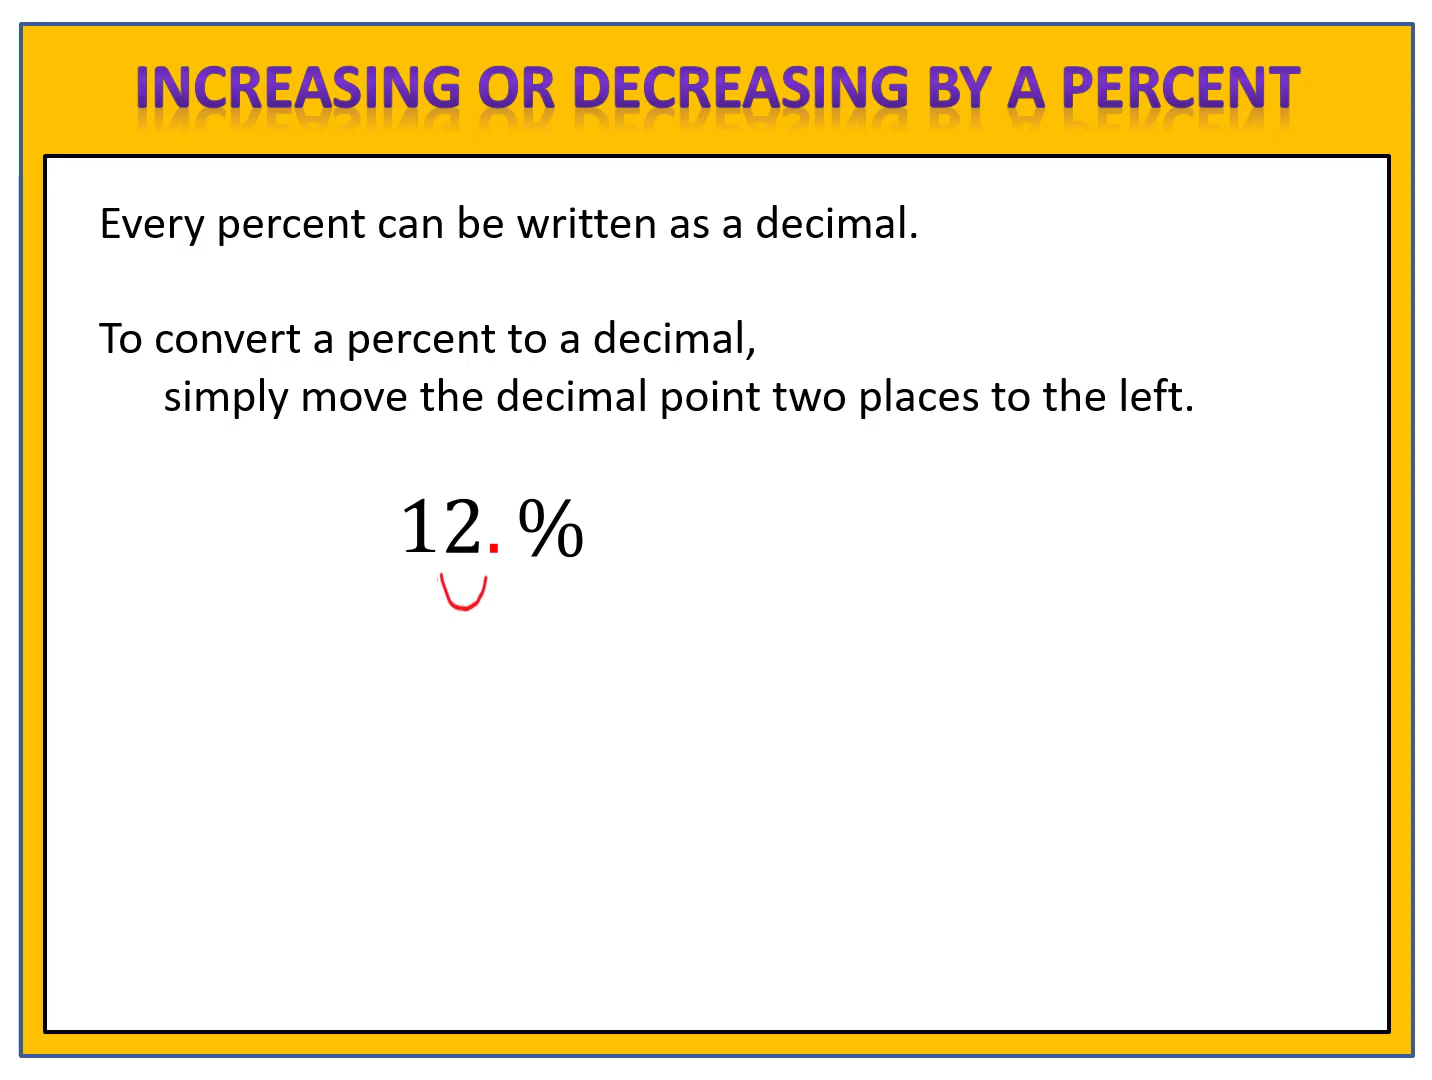 INCREASING OR DECREASING BY A PERCENT
Every percent can be written as a decimal.
To convert a percent to a decimal,
simply move the decimal point two places to the left.
12.%